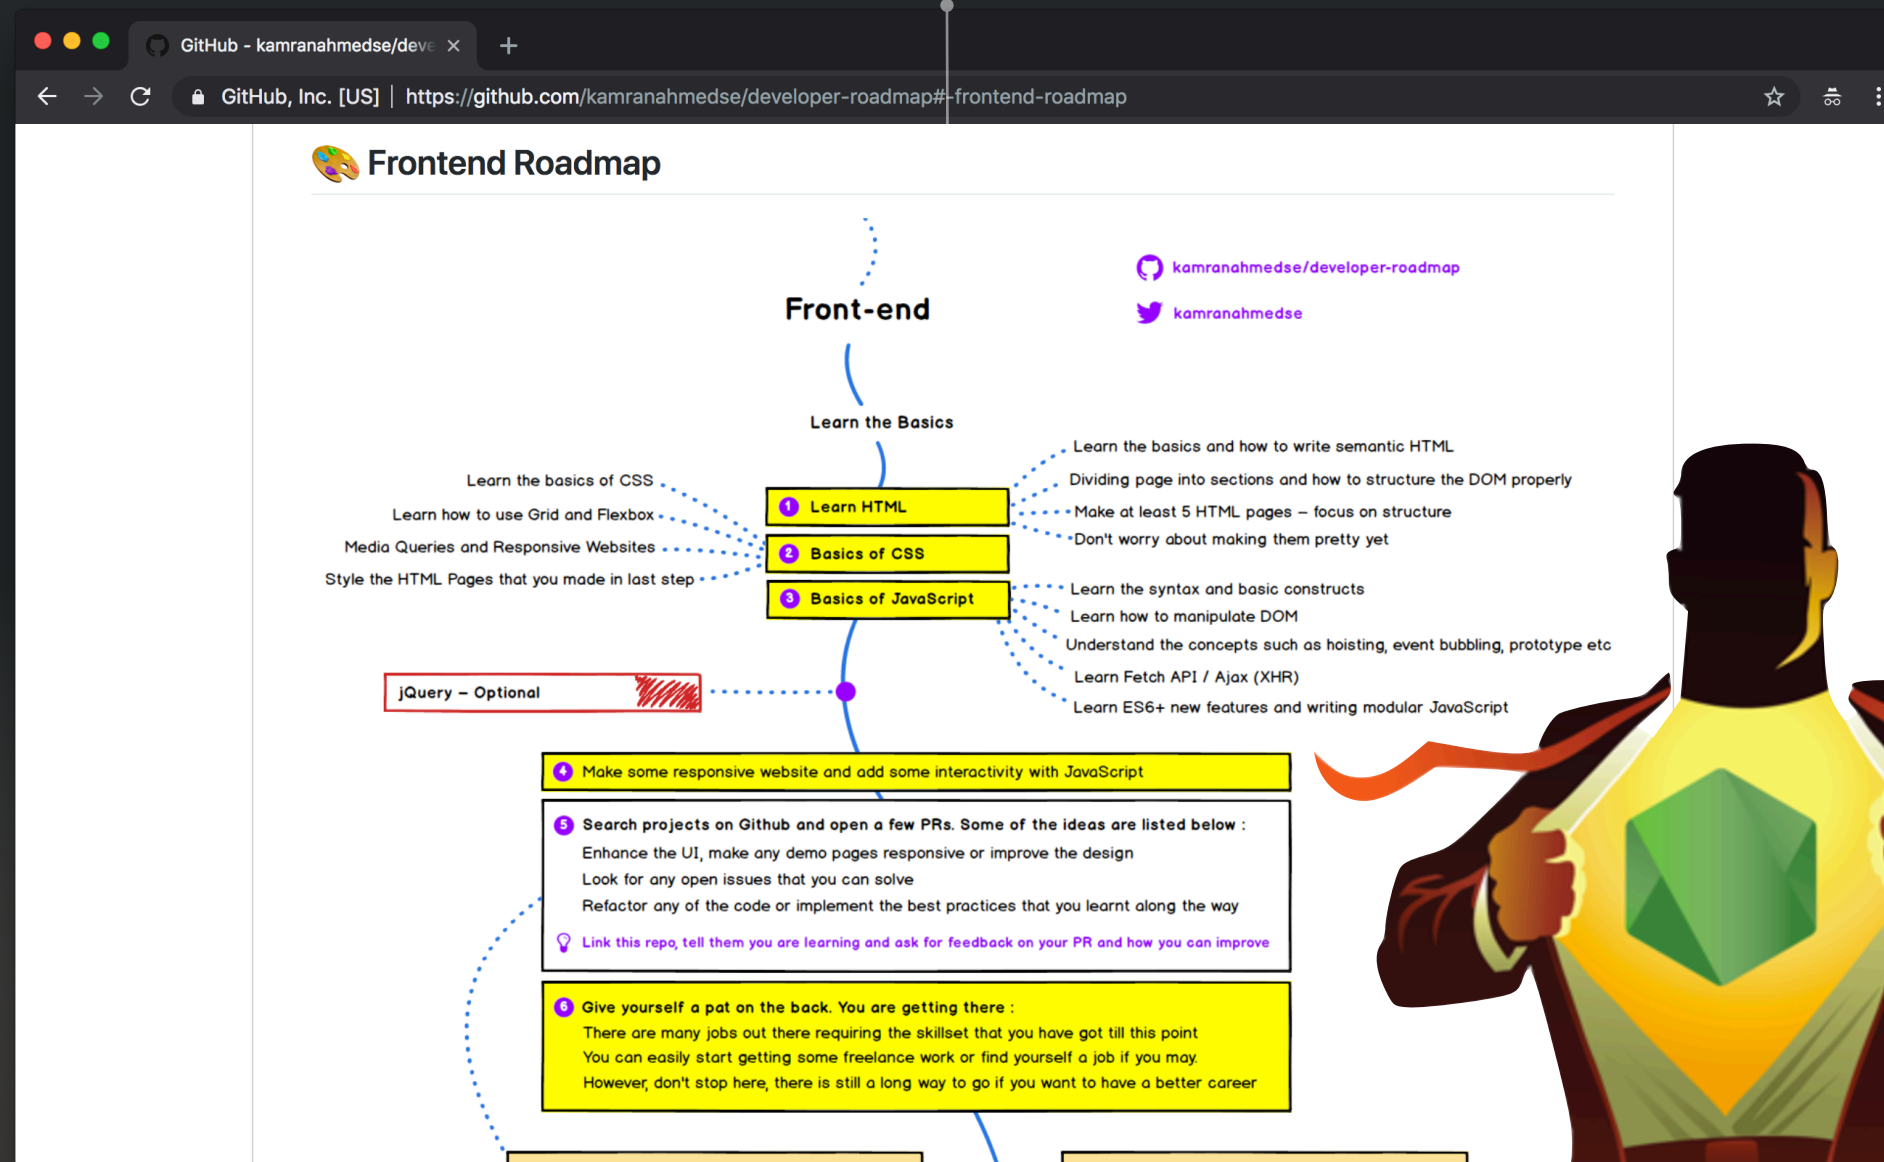 GitHub - kamranahmedse/deve
GitHub, Inc. [US] | https://github.com/kamranahmedse/developer-roadmap#-frontend-roadmap
Frontend Roadmap
kamranahmedse/developer-roadmap
kamranahmedse
Front-end
Learn the Basics
1 Learn HTML
Learn the basics and how to write semantic HTML
Dividing page into sections and how to structure the DOM properly
Make at least 5 HTML pages – focus on structure
Don't worry about making them pretty yet
Learn the basics of CSS
Learn how to use Grid and Flexbox
Media Queries and Responsive Websites
Style the HTML Pages that you made in last step
2 Basics of CSS
3 Basics of JavaScript
Learn the syntax and basic constructs
Learn how to manipulate DOM
Understand the concepts such as hoisting, event bubbling, prototype etc
Learn Fetch API / Ajax (XHR)
Learn ES6+ new features and writing modular JavaScript
jQuery – Optional
4 Make some responsive website and add some interactivity with JavaScript
5 Search projects on Github and open a few PRs. Some of the ideas are listed below :
Enhance the UI, make any demo pages responsive or improve the design
Look for any open issues that you can solve
Refactor any of the code or implement the best practices that you learnt along the way
Link this repo, tell them you are learning and ask for feedback on your PR and how you can improve
6 Give yourself a pat on the back. You are getting there :
There are many jobs out there requiring the skillset that you have got till this point
You can easily start getting some freelance work or find yourself a job if you may.
However, don't stop here, there is still a long way to go if you want to have a better career